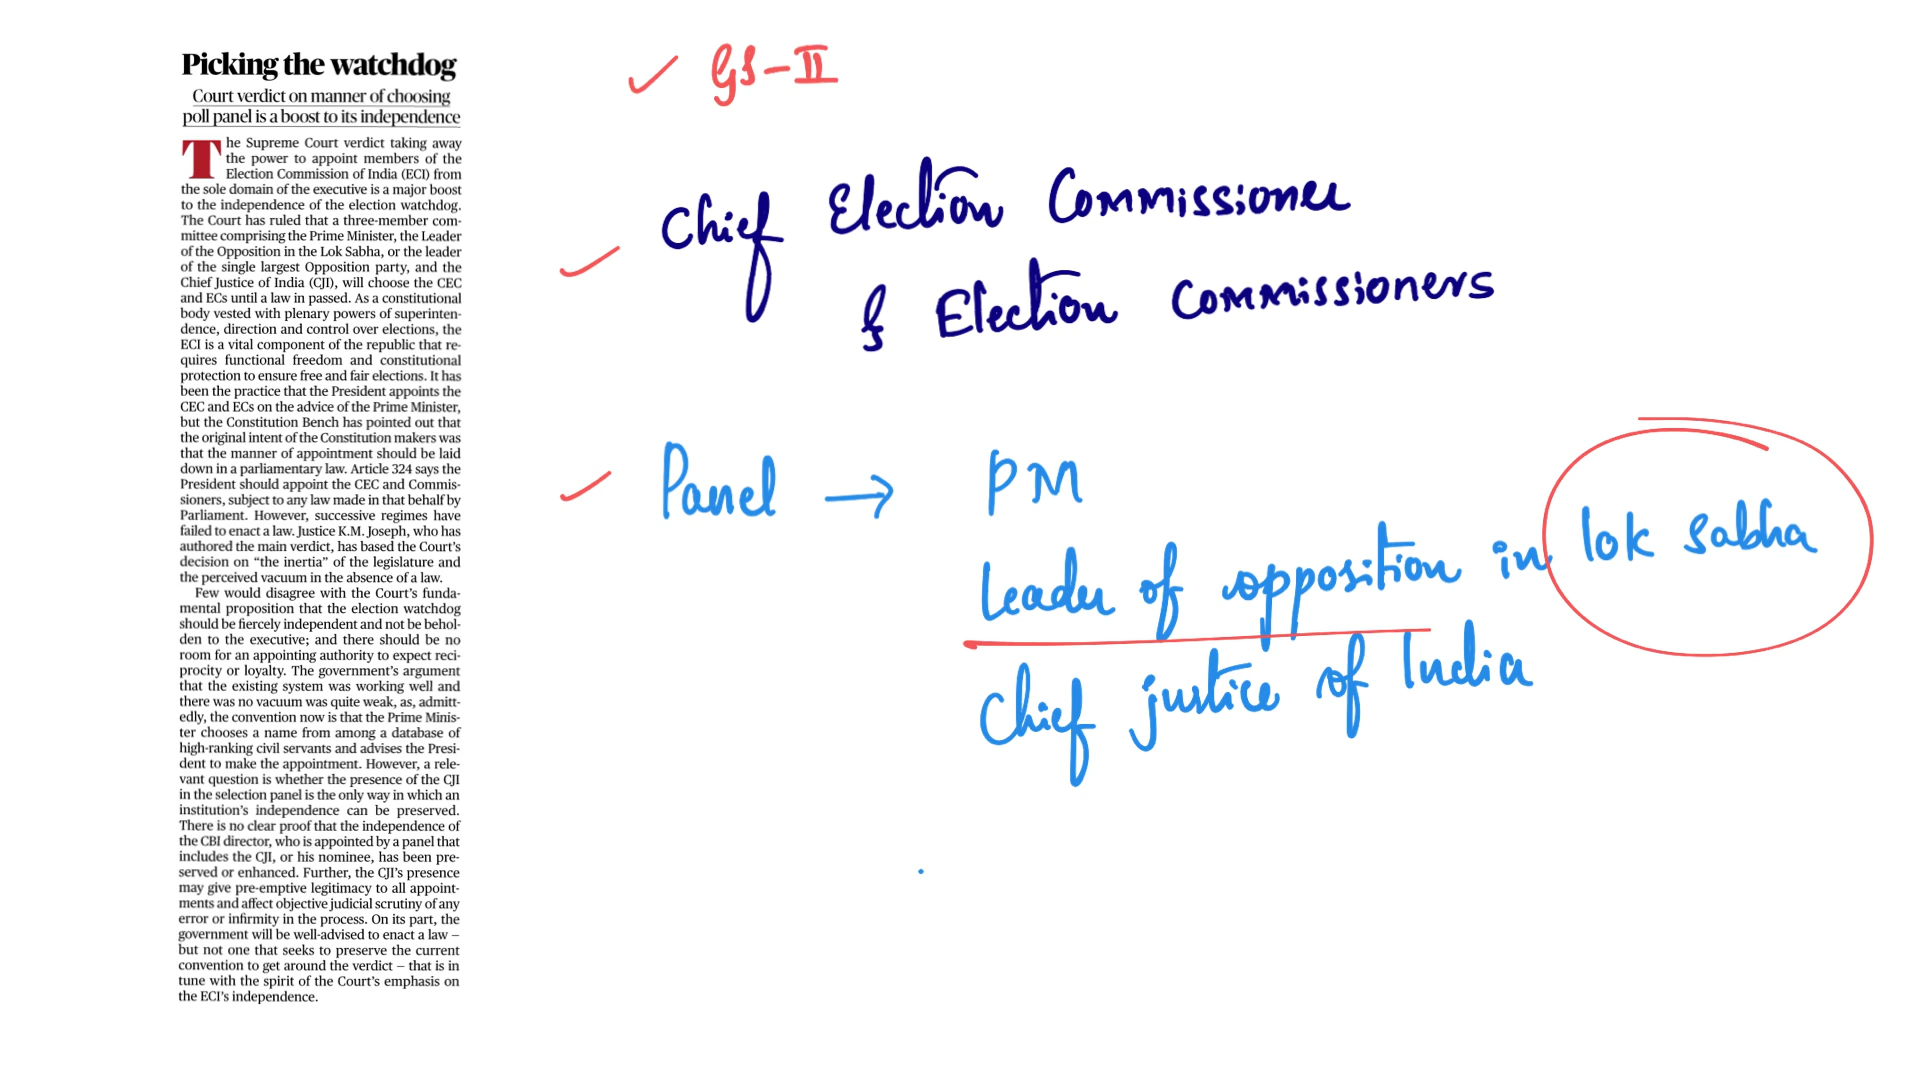 Picking the watchdog
Court verdict on manner of choosing
poll panel is a boost to its independence
The Supreme Court verdict taking away
the power to appoint members of the
Election Commission of India (ECI) from
the sole domain of the executive is a major boost
to the independence of the election watchdog.
The Court has ruled that a three-member com-
mittee comprising the Prime Minister, the Leader
of the Opposition in the Lok Sabha, or the leader
of the single largest Opposition party, and the
Chief Justice of India (CJI), will choose the CEC
and ECs until a law in passed. As a constitutional
body vested with plenary powers of superinten-
dence, direction and control over elections, the
ECI is a vital component of the republic that re-
quires functional freedom and constitutional
protection to ensure free and fair elections. It has
been the practice that the President appoints the
CEC and ECs on the advice of the Prime Minister,
but the Constitution Bench has pointed out that
the original intent of the Constitution makers was
that the manner of appointment should be laid
down in a parliamentary law. Article 324 says the
President should appoint the CEC and Commis-
sioners, subject to any law made in that behalf by
Parliament. However, successive regimes have
failed to enact a law. Justice K.M. Joseph, who has
authored the main verdict, has based the Court's
decision on “the inertia” of the legislature and
the perceived vacuum in the absence of a law.
Few would disagree with the Court's funda-
mental proposition that the election watchdog
should be fiercely independent and not be behol-
den to the executive; and there should be no
room for an appointing authority to expect reci-
procity or loyalty. The government's argument
that the existing system was working well and
there was no vacuum was quite weak, as, admitt-
edly, the convention now is that the Prime Minis-
ter chooses a name from among a database of
high-ranking civil servants and advises the Presi-
dent to make the appointment. However, a rele-
vant question is whether the presence of the CJI
in the selection panel is the only way in which an
institution's independence can be preserved.
There is no clear proof that the independence of
the CBI director, who is appointed by a panel that
includes the CJI, or his nominee, has been pre-
served or enhanced. Further, the CJI's presence
may give pre-emptive legitimacy to all appoint-
ments and affect objective judicial scrutiny of any
error or infirmity in the process. On its part, the
government will be well-advised to enact a law –
but not one that seeks to preserve the current
convention to get around the verdict – that is in
tune with the spirit of the Court's emphasis on
the ECI's independence.
GS-II
Chief Election Commissioner
& Election Commissioners
Panel → PM
Leader of opposition in lok sabha
Chief justice of India